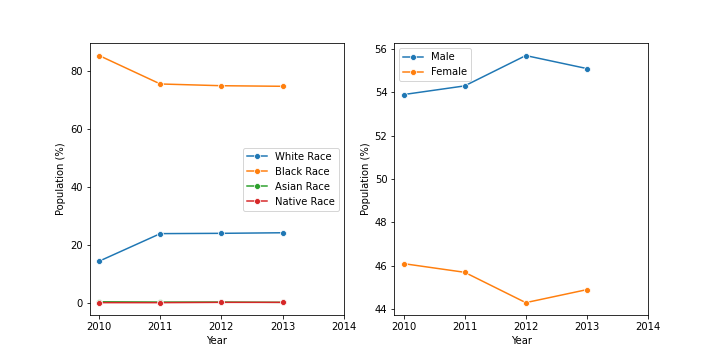 80
60
40
20
0
Population (%)
2010 2011 2012 2013 2014
Year
White Race
Black Race
Asian Race
Native Race
56
54
52
50
48
46
44
Population (%)
2010 2011 2012 2013 2014
Year
Male
Female